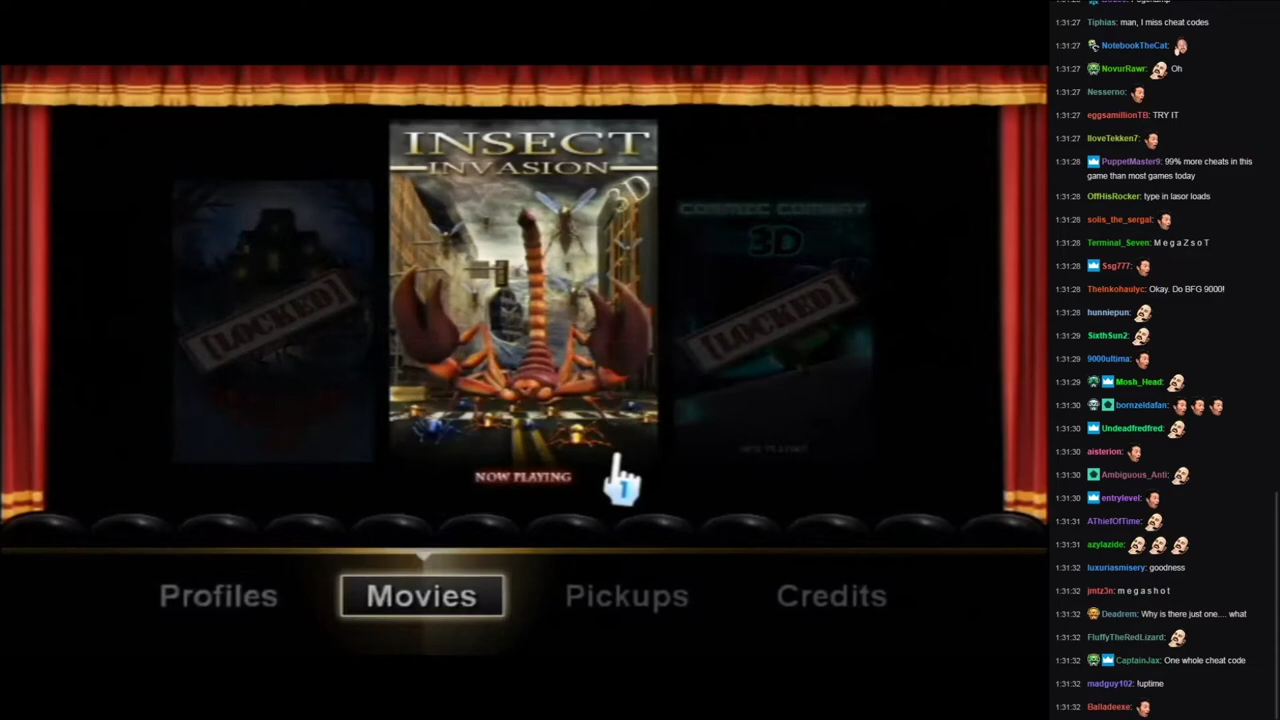 INSECT
INVASION
3D
[LOCKED]
COSMIC COMBAT
3D
[LOCKED]
NOW PLAYING
NOW PLAYING
1
Profiles
Movies
Pickups
Credits
1:31:27 Tiphias: man, I miss cheat codes
1:31:27 NotebookTheCat:
1:31:27 NovurRawr: Oh
1:31:27 Nesserno:
1:31:27 eggsamillionTB: TRY IT
1:31:27 IloveTekken7:
1:31:28 PuppetMaster9: 99% more cheats in this
game than most games today
1:31:28 OffHisRocker: type in lasor loads
1:31:28 solis_the_sergal:
1:31:28 Terminal_Seven: M e g a Z s o T
1:31:28 Ssg777:
1:31:28 TheInkohaulyc: Okay. Do BFG 9000!
1:31:28 hunniepun:
1:31:29 SixthSun2:
1:31:29 9000ultima:
1:31:29 Mosh_Head:
1:31:30 bornzeldafan:
1:31:30 Undeadfredfred:
1:31:30 aisterion:
1:31:30 Ambiguous_Anti:
1:31:30 entrylevel:
1:31:31 AThiefOfTime:
1:31:31 azylazide:
1:31:32 luxuriasmisery: goodness
1:31:32 jmtz3n: m e g a s h o t
1:31:32 Deadrem: Why is there just one.... what
1:31:32 FluffyTheRedLizard:
1:31:32 CaptainJax: One whole cheat code
1:31:32 madguy102: !uptime
1:31:32 Balladeexe: